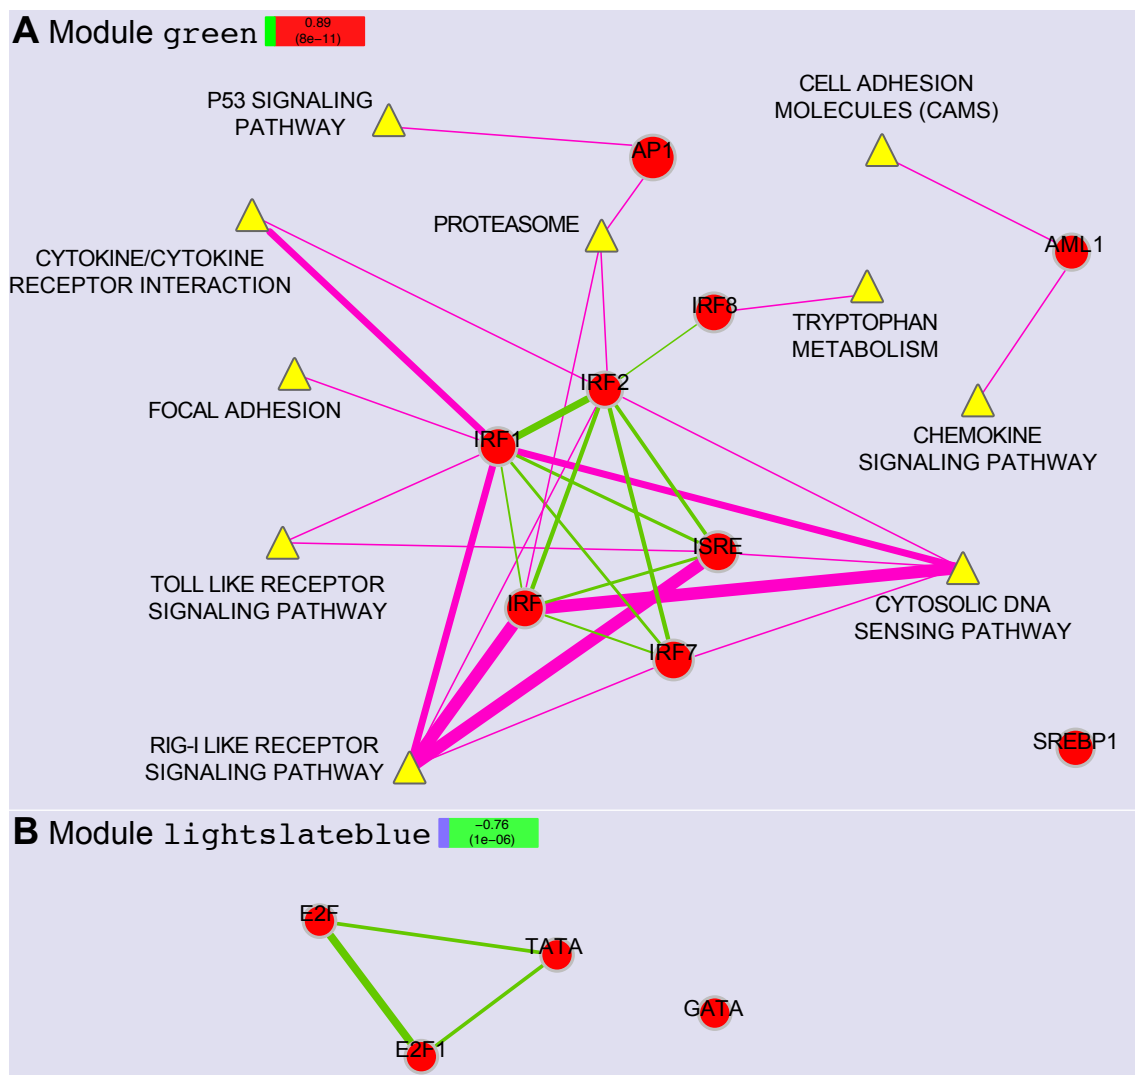 A Module green
0.89
(8e−11)
CELL ADHESION
MOLECULES (CAMS)
P53 SIGNALING
PATHWAY
AP1
PROTEASOME
AML1
CYTOKINE/CYTOKINE
RECEPTOR INTERACTION
IRF8
TRYPTOPHAN
METABOLISM
IRF2
FOCAL ADHESION
IRF1
CHEMOKINE
SIGNALING PATHWAY
ISRE
TOLL LIKE RECEPTOR
SIGNALING PATHWAY
IRF
CYTOSOLIC DNA
SENSING PATHWAY
IRF7
RIG-I LIKE RECEPTOR
SIGNALING PATHWAY
SREBP1
B Module lightslateblue
−0.76
(1e−06)
E2F
TATA
GATA
E2F1